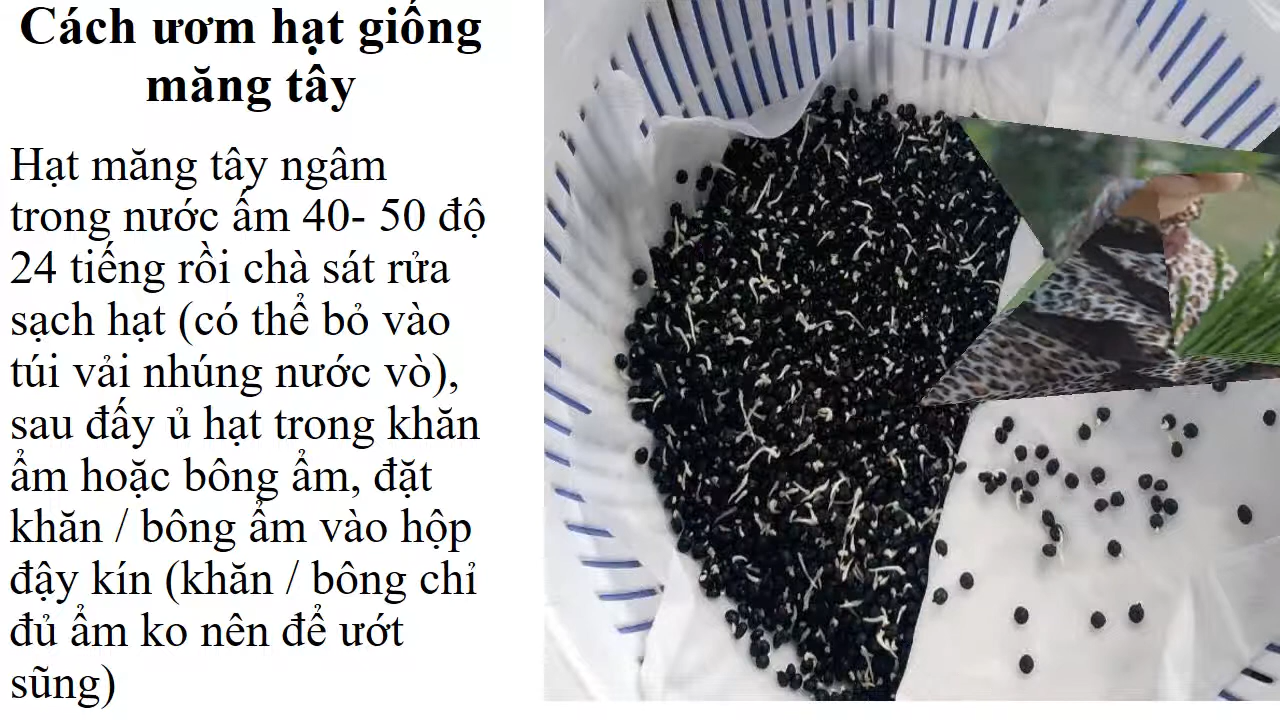 Cách ươm hạt giống
măng tây
Hạt măng tây ngâm
trong nước ấm 40- 50 độ
24 tiếng rồi chà sát rửa
sạch hạt (có thể bỏ vào
túi vải nhúng nước vò),
sau đấy ủ hạt trong khăn
ẩm hoặc bông ẩm, đặt
khăn / bông ẩm vào hộp
đậy kín (khăn / bông chỉ
đủ ẩm ko nên để ướt
sũng)